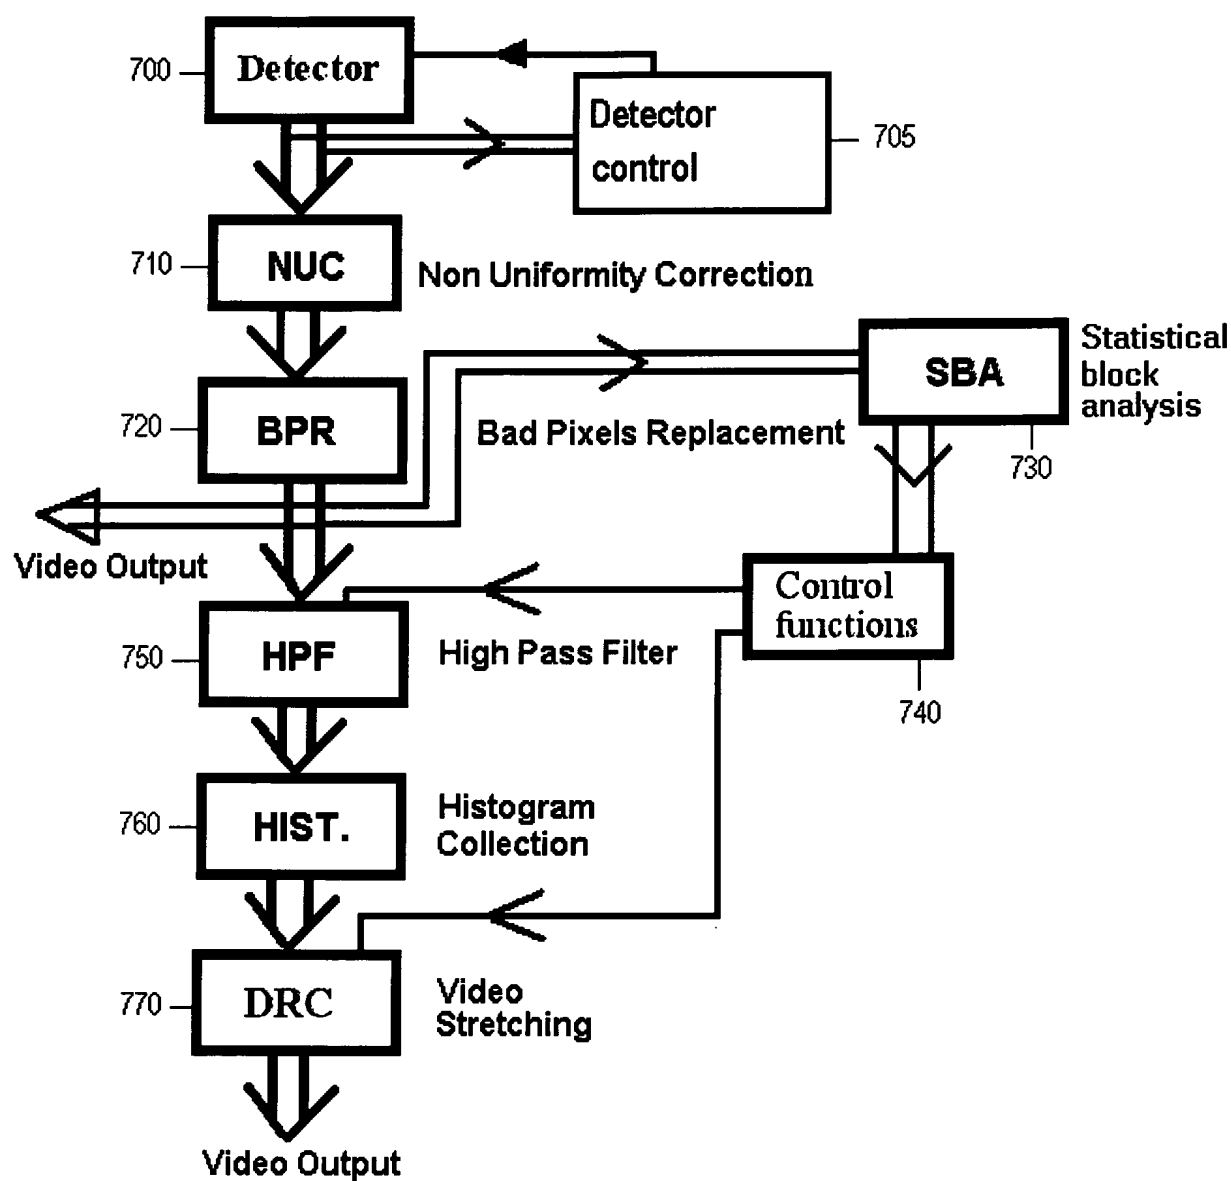 700
Detector
Detector
control
705
710
NUC
Non Uniformity Correction
SBA
Statistical
block
analysis
730
720
BPR
Bad Pixels Replacement
Video Output
Control
functions
740
750
HPF
High Pass Filter
760
HIST.
Histogram
Collection
770
DRC
Video
Stretching
Video Output